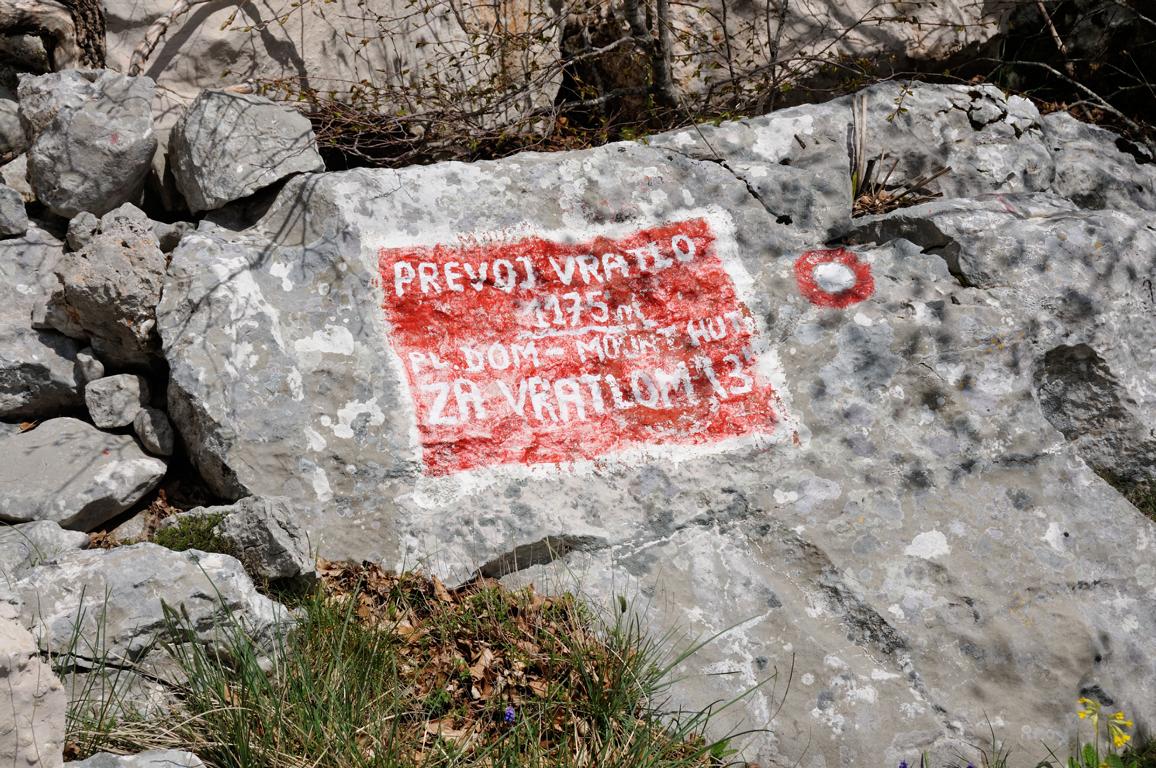 PREVOJ VRATLO
1175 m
PL. DOM - MOUNT HUT
ZA VRATLOM "13"